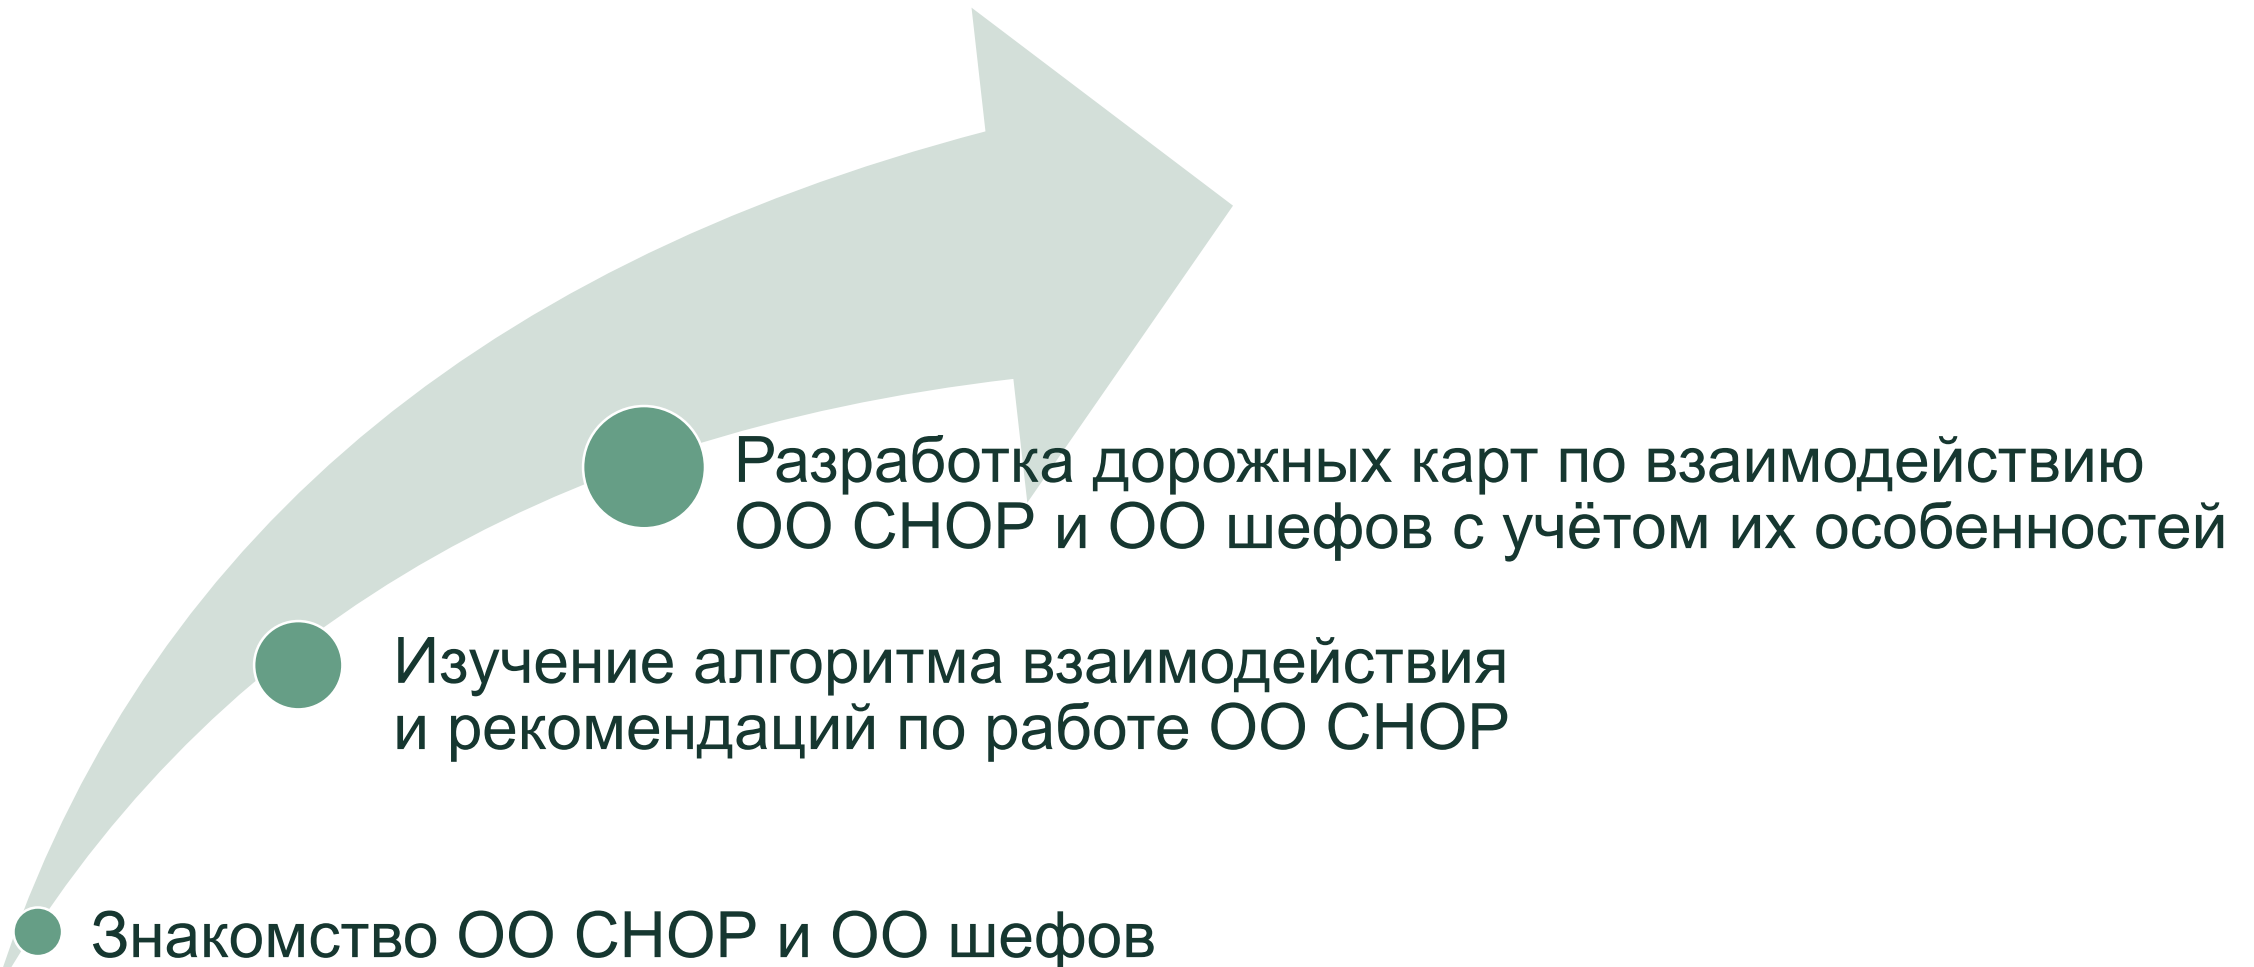 Разработка дорожных карт по взаимодействию
ОО СНОР и ОО шефов с учётом их особенностей
Изучение алгоритма взаимодействия
и рекомендаций по работе ОО СНОР
Знакомство ОО СНОР и ОО шефов